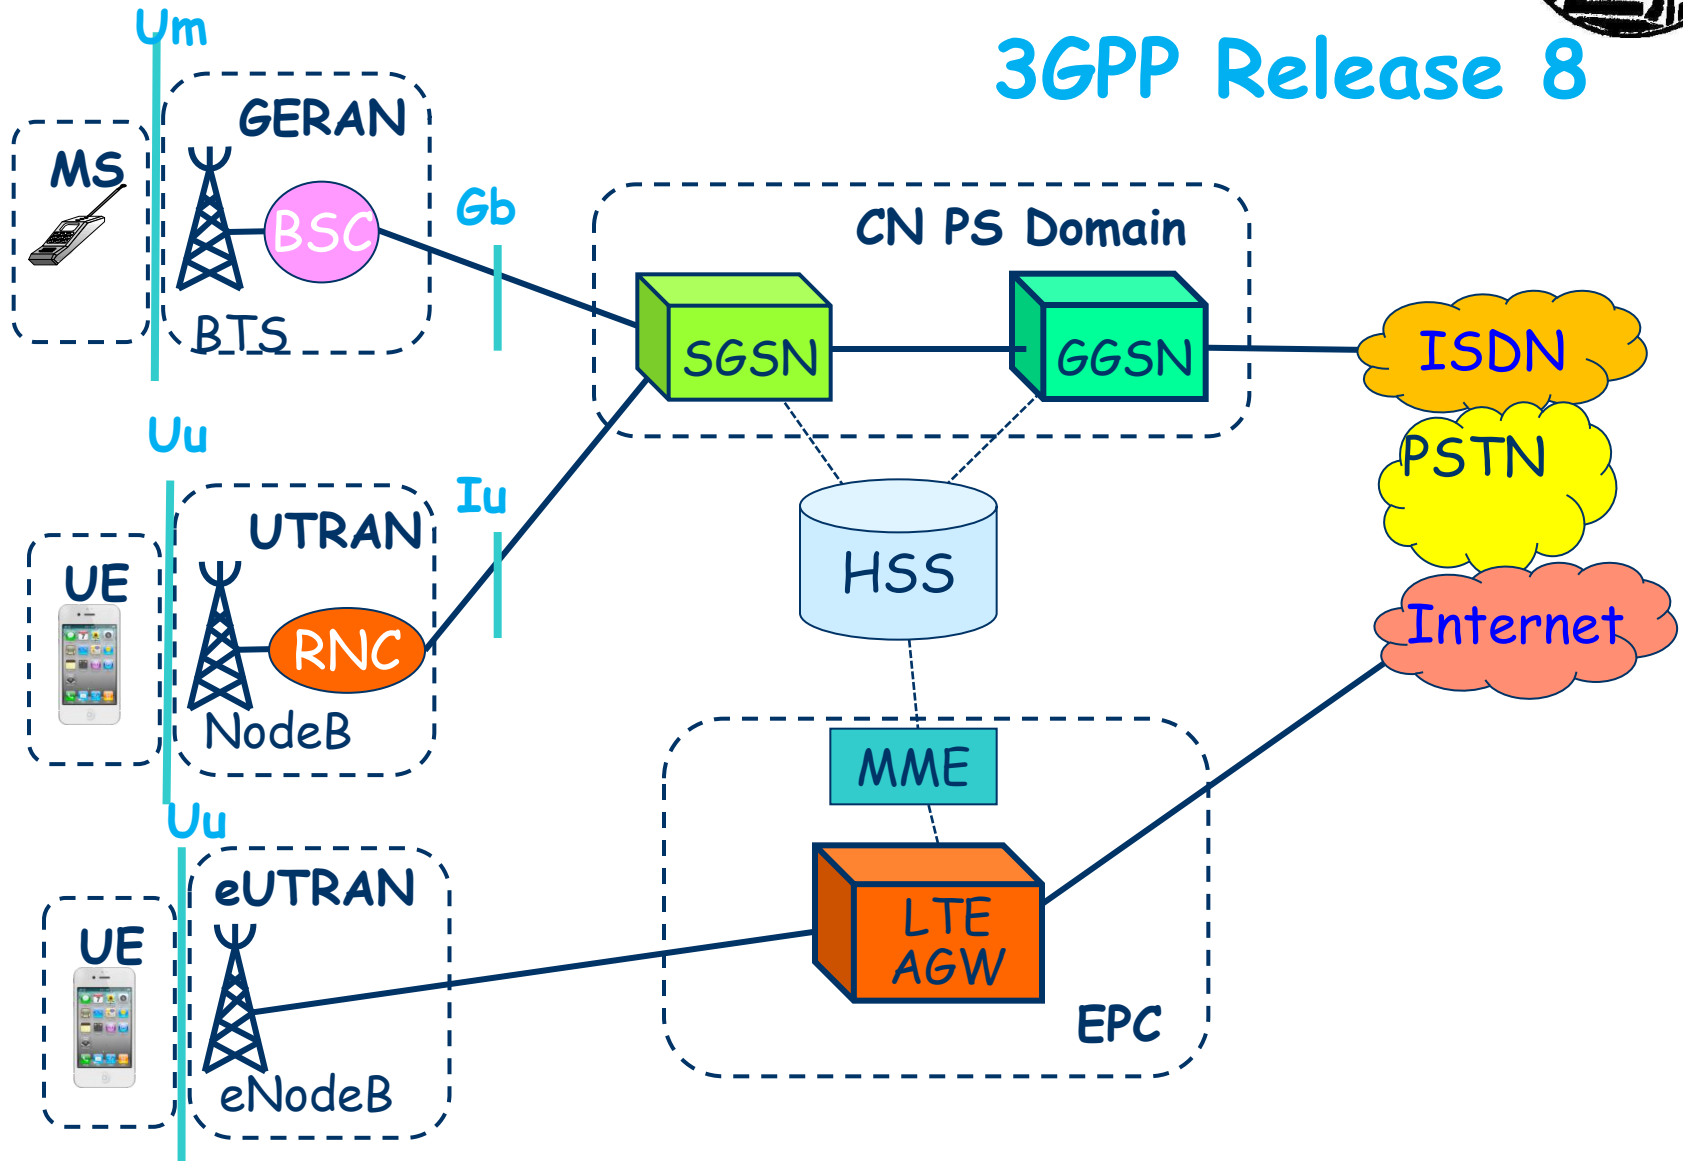 Um
3GPP Release 8
GERAN
MS
BSC
BTS
Gb
CN PS Domain
SGSN
GGSN
ISDN
PSTN
Internet
Uu
UTRAN
Iu
UE
RNC
NodeB
HSS
MME
Uu
eUTRAN
UE
eNodeB
LTE
AGW
EPC